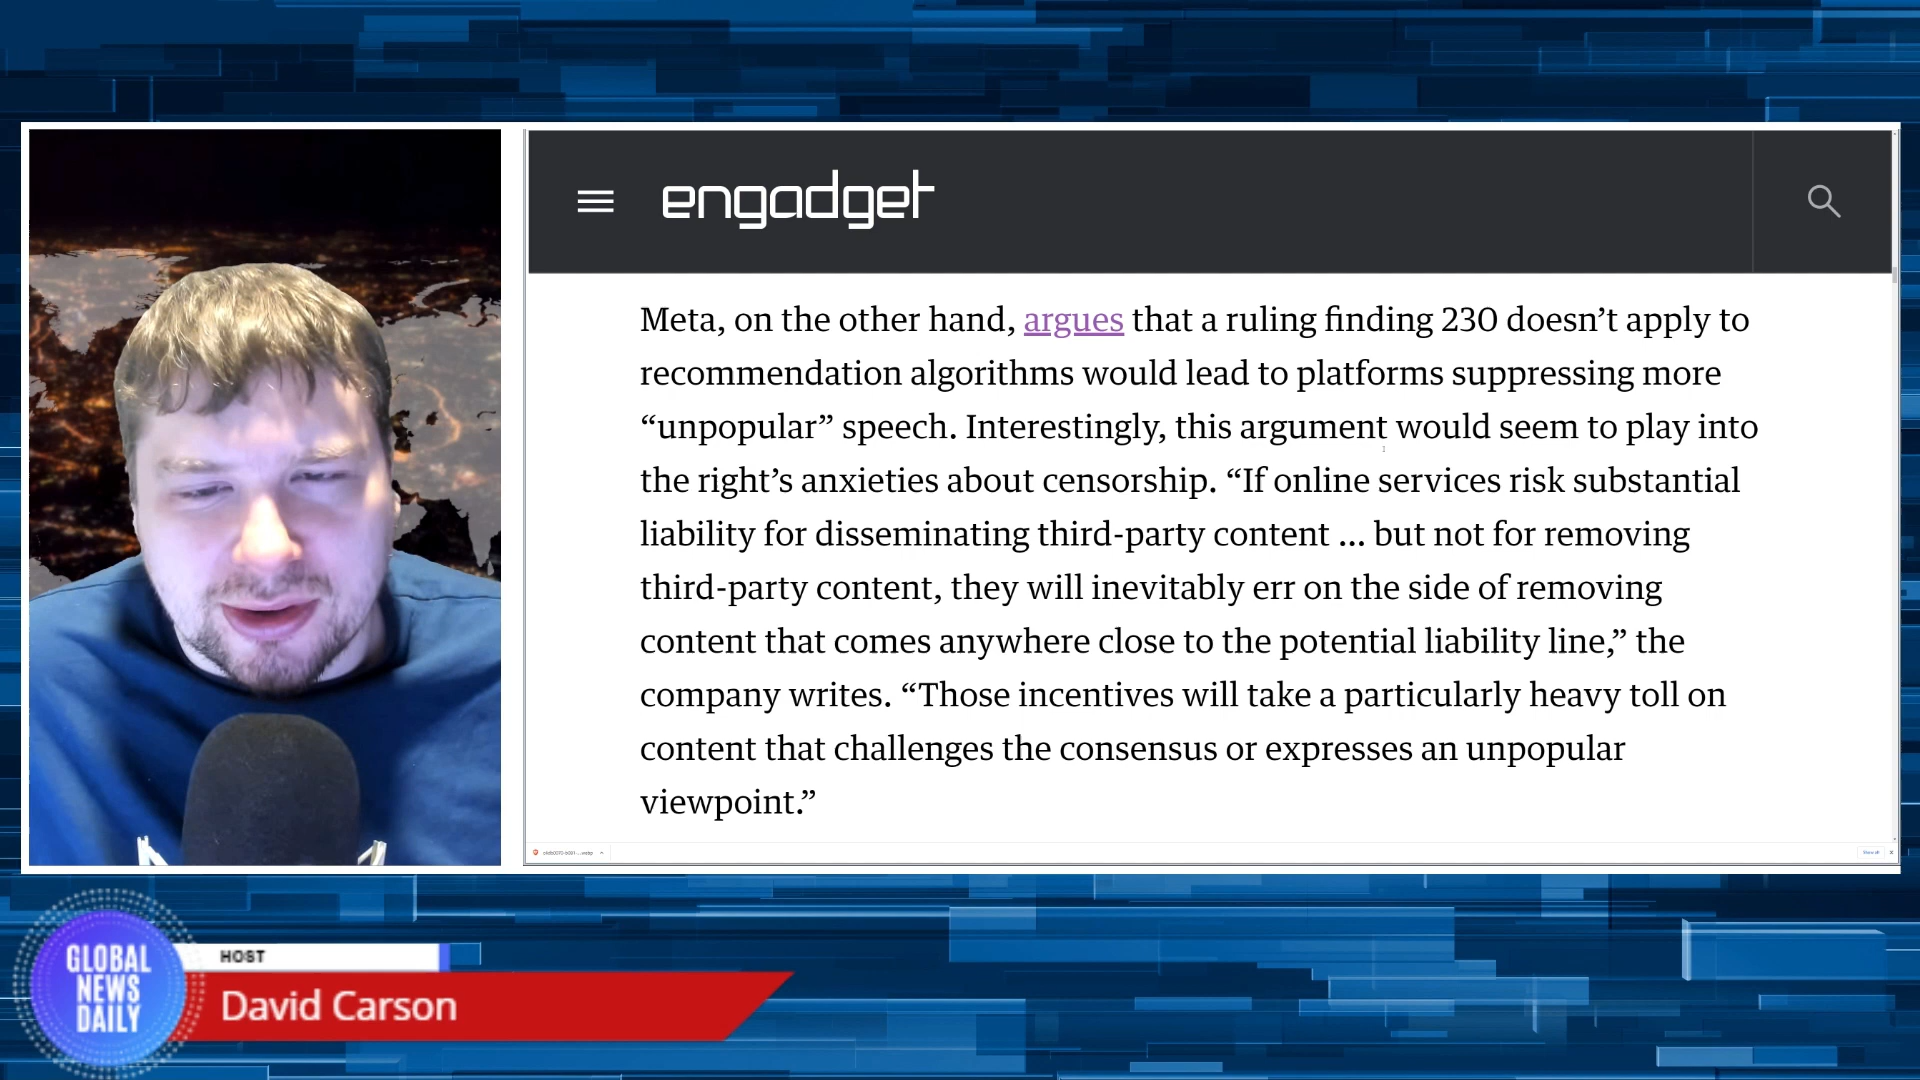 engadget
Meta, on the other hand, argues that a ruling finding 230 doesn’t apply to
recommendation algorithms would lead to platforms suppressing more
“unpopular” speech. Interestingly, this argument would seem to play into
the right’s anxieties about censorship. “If online services risk substantial
liability for disseminating third-party content ... but not for removing
third-party content, they will inevitably err on the side of removing
content that comes anywhere close to the potential liability line,” the
company writes. “Those incentives will take a particularly heavy toll on
content that challenges the consensus or expresses an unpopular
viewpoint.”
Show all
GLOBAL
NEWS
DAILY
HOST
David Carson